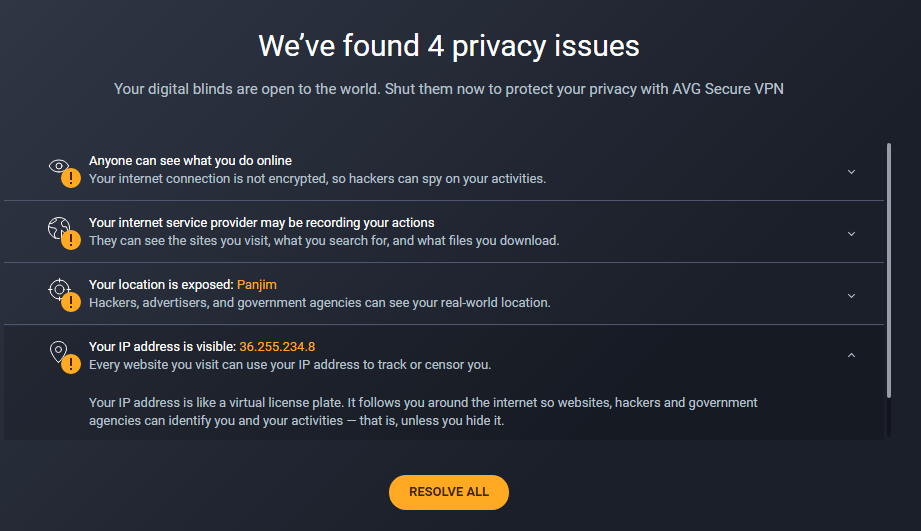 We’ve found 4 privacy issues
Your digital blinds are open to the world. Shut them now to protect your privacy with AVG Secure VPN
Anyone can see what you do online
Your internet connection is not encrypted, so hackers can spy on your activities.
Your internet service provider may be recording your actions
They can see the sites you visit, what you search for, and what files you download.
Your location is exposed: Panjim
Hackers, advertisers, and government agencies can see your real-world location.
Your IP address is visible: 36.255.234.8
Every website you visit can use your IP address to track or censor you.
Your IP address is like a virtual license plate. It follows you around the internet so websites, hackers and government
agencies can identify you and your activities — that is, unless you hide it.
RESOLVE ALL